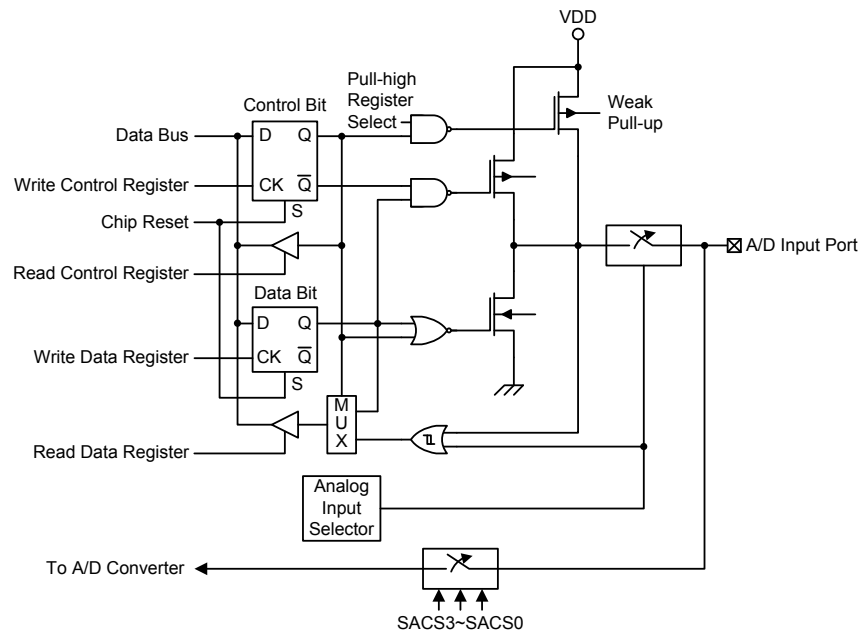 VDD
Pull-high
Register
Select
Control Bit
Weak
Pull-up
Data Bus
D
Q
Write Control Register
CK
Q
S
Chip Reset
A/D Input Port
Read Control Register
Data Bit
D
Q
Write Data Register
CK
Q
S
M
U
X
Read Data Register
Analog
Input
Selector
To A/D Converter
SACS3~SACS0